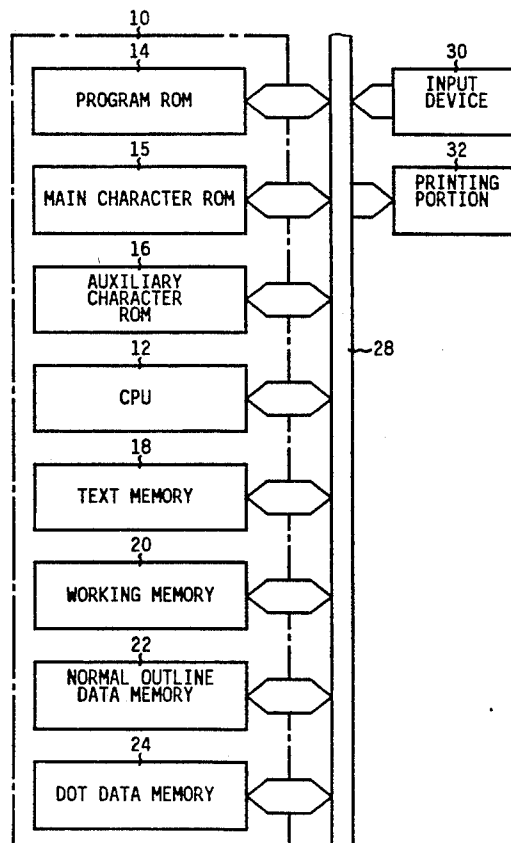 10
14
PROGRAM ROM
15
MAIN CHARACTER ROM
16
AUXILIARY
CHARACTER
ROM
12
CPU
18
TEXT MEMORY
20
WORKING MEMORY
22
NORMAL OUTLINE
DATA MEMORY
24
DOT DATA MEMORY
30
INPUT
DEVICE
32
PRINTING
PORTION
28